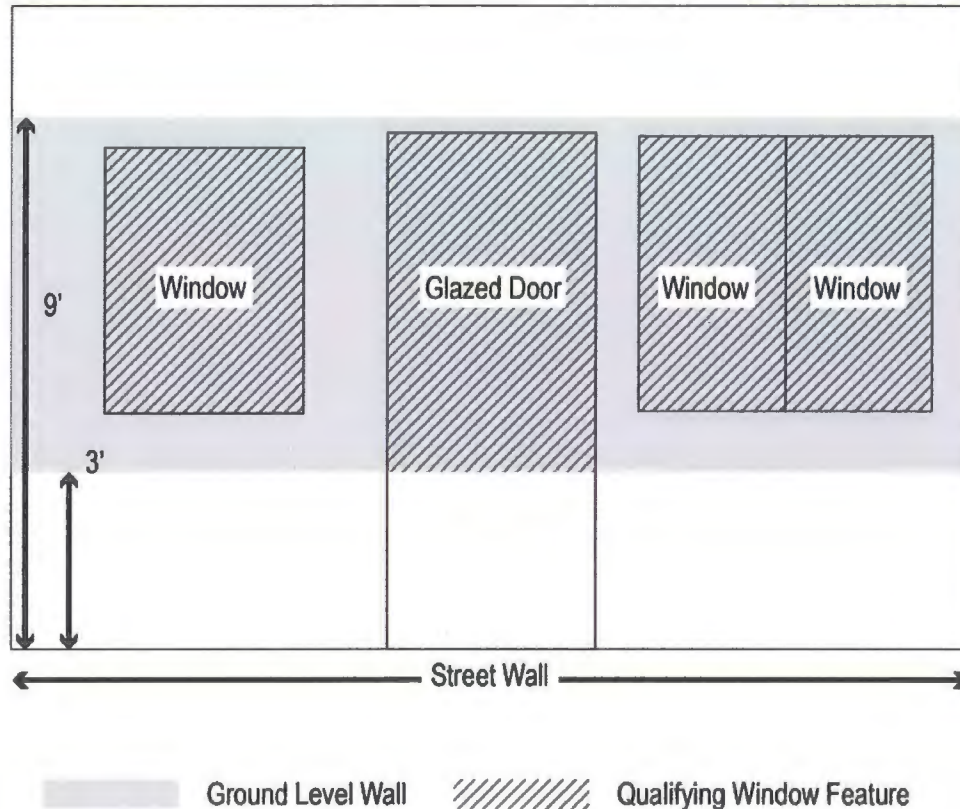 Window
Glazed Door
Window
Window
9'
3'
Street Wall
Ground Level Wall
Qualifying Window Feature